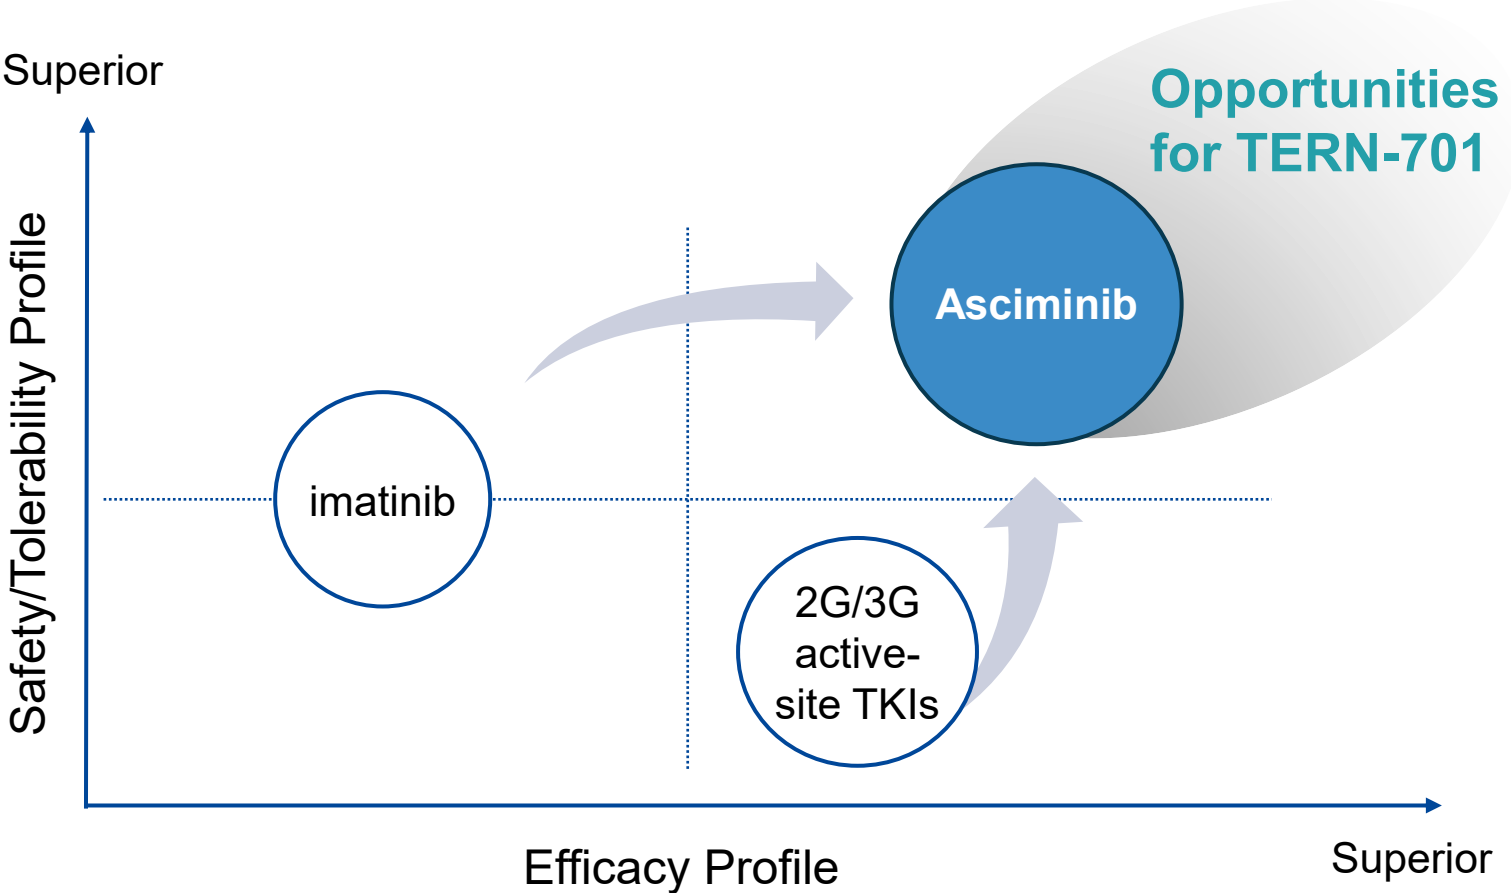 Superior
Opportunities
for TERN-701
Safety/Tolerability Profile
Asciminib
imatinib
2G/3G
active-
site TKIs
Efficacy Profile
Superior